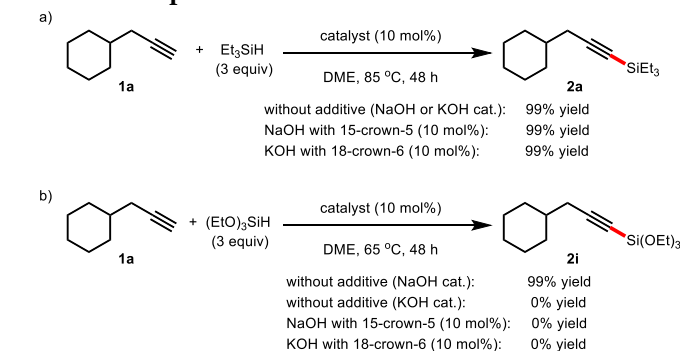 a)
1a
+
Et3SiH
(3 equiv)
catalyst (10 mol%)
DME, 85 oC, 48 h
SiEt3
2a
without additive (NaOH or KOH cat.): 99% yield
NaOH with 15-crown-5 (10 mol%): 99% yield
KOH with 18-crown-6 (10 mol%): 99% yield
b)
1a
+ (EtO)3SiH
(3 equiv)
catalyst (10 mol%)
DME, 65 oC, 48 h
Si(OEt)3
2i
without additive (NaOH cat.): 99% yield
without additive (KOH cat.): 0% yield
NaOH with 15-crown-5 (10 mol%): 0% yield
KOH with 18-crown-6 (10 mol%): 0% yield